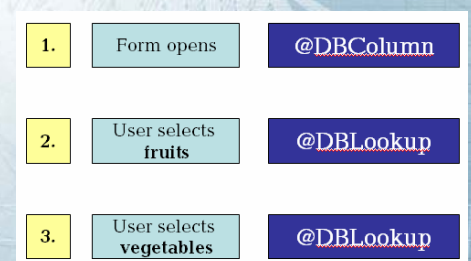 1. Form opens @DBColumn
2. User selects
fruits @DBLookup
3. User selects
vegetables @DBLookup